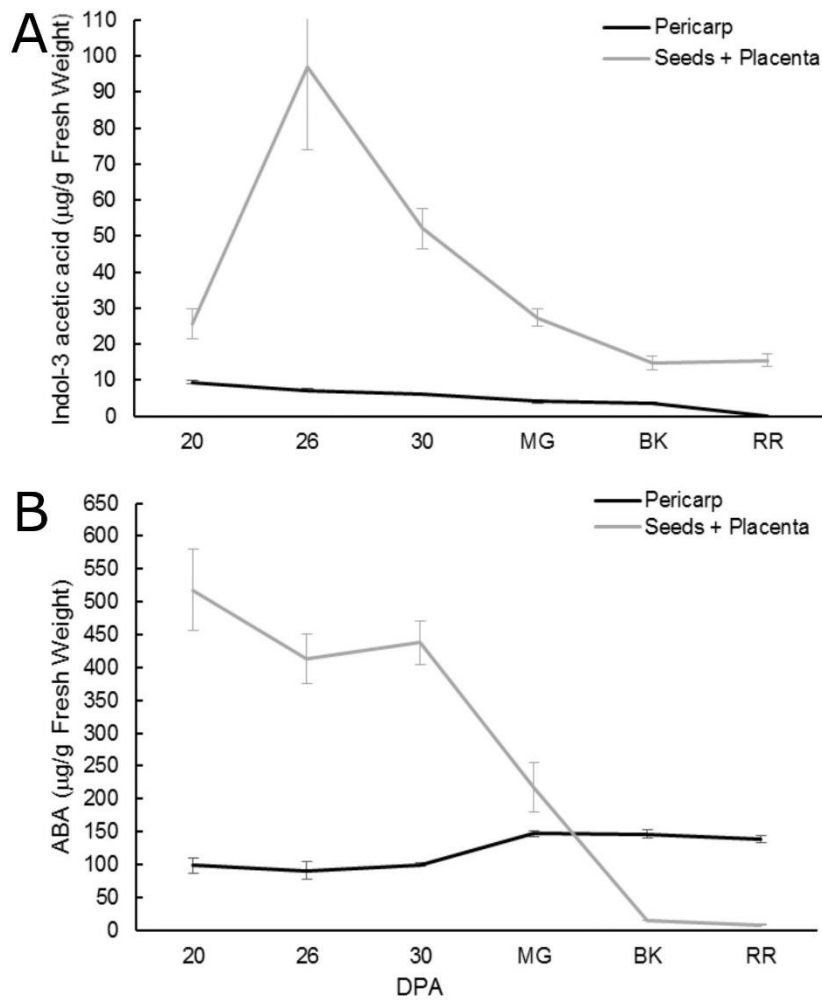 A
Indol-3 acetic acid (µg/g Fresh Weight)
110
100
90
80
70
60
50
40
30
20
10
0
Pericarp
Seeds + Placenta
20 26 30 MG BK RR
B
ABA (µg/g Fresh Weight)
650
600
550
500
450
400
350
300
250
200
150
100
50
0
Pericarp
Seeds + Placenta
20 26 30 MG BK RR
DPA